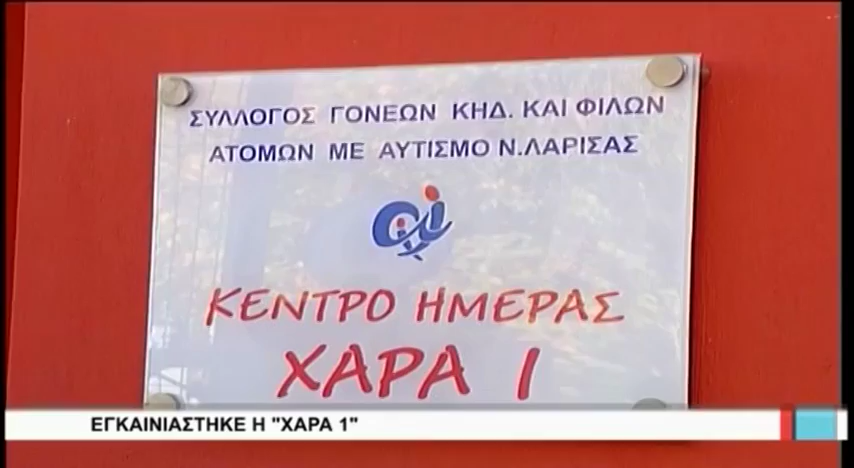 ΣΥΛΛΟΓΟΣ ΓΟΝΕΩΝ ΚΗΔ. ΚΑΙ ΦΙΛΩΝ
ΑΤΟΜΩΝ ΜΕ ΑΥΤΙΣΜΟ Ν.ΛΑΡΙΣΑΣ
ΚΕΝΤΡΟ ΗΜΕΡΑΣ
ΧΑΡΑ 1
ΕΓΚΑΙΝΙΑΣΤΗΚΕ Η "ΧΑΡΑ 1"